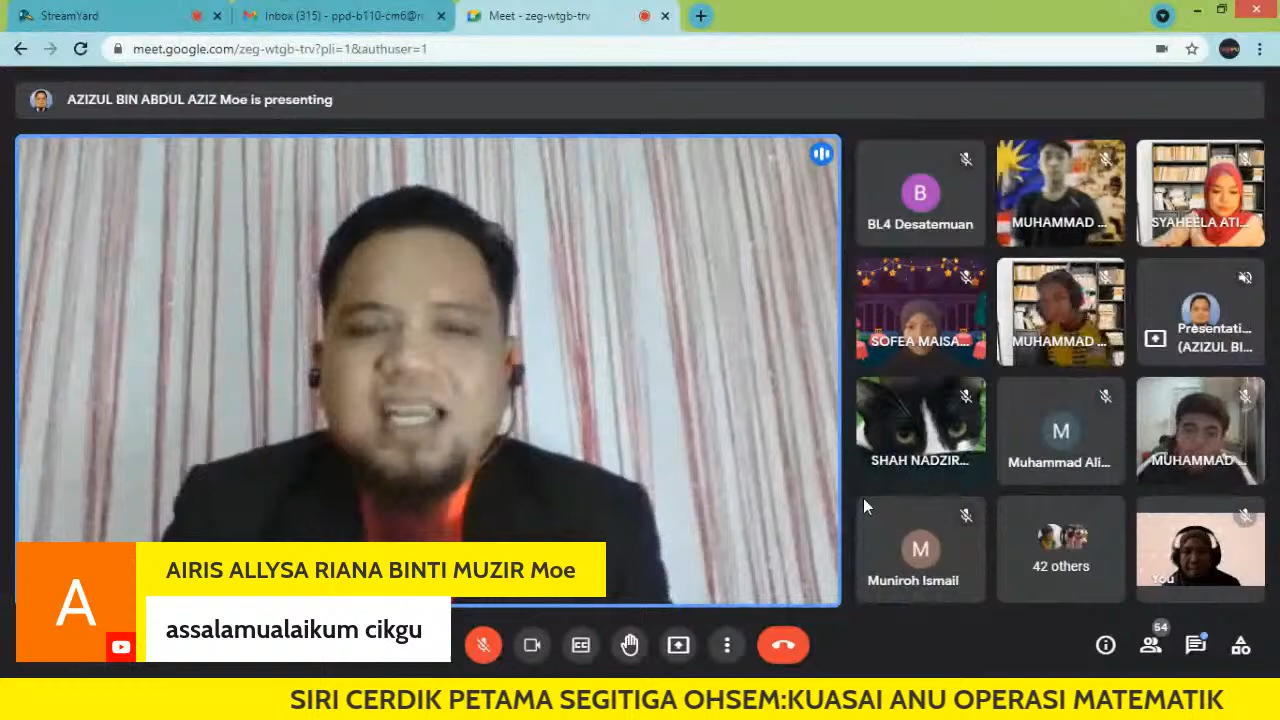 StreamYard
Inbox (315) - ppd-b110-cm6@r
Meet - zeg-wtgb-trv
meet.google.com/zeg-wtgb-trv?pli=1&authuser=1
AZIZUL BIN ABDUL AZIZ Moe is presenting
B
BL4 Desatemuan
MUHAMMAD ...
SYAHEELA ATI...
SOFEA MAISA...
MUHAMMAD ...
Presentati...
(AZIZUL BI...
SHAH NADZIR...
M
Muhammad Ali...
MUHAMMAD ...
M
Muniroh Ismail
42 others
You
A
AIRIS ALLYSA RIANA BINTI MUZIR Moe
assalamualaikum cikgu
CC
54
SIRI CERDIK PETAMA SEGITIGA OHSEM:KUASAI ANU OPERASI MATEMATIK